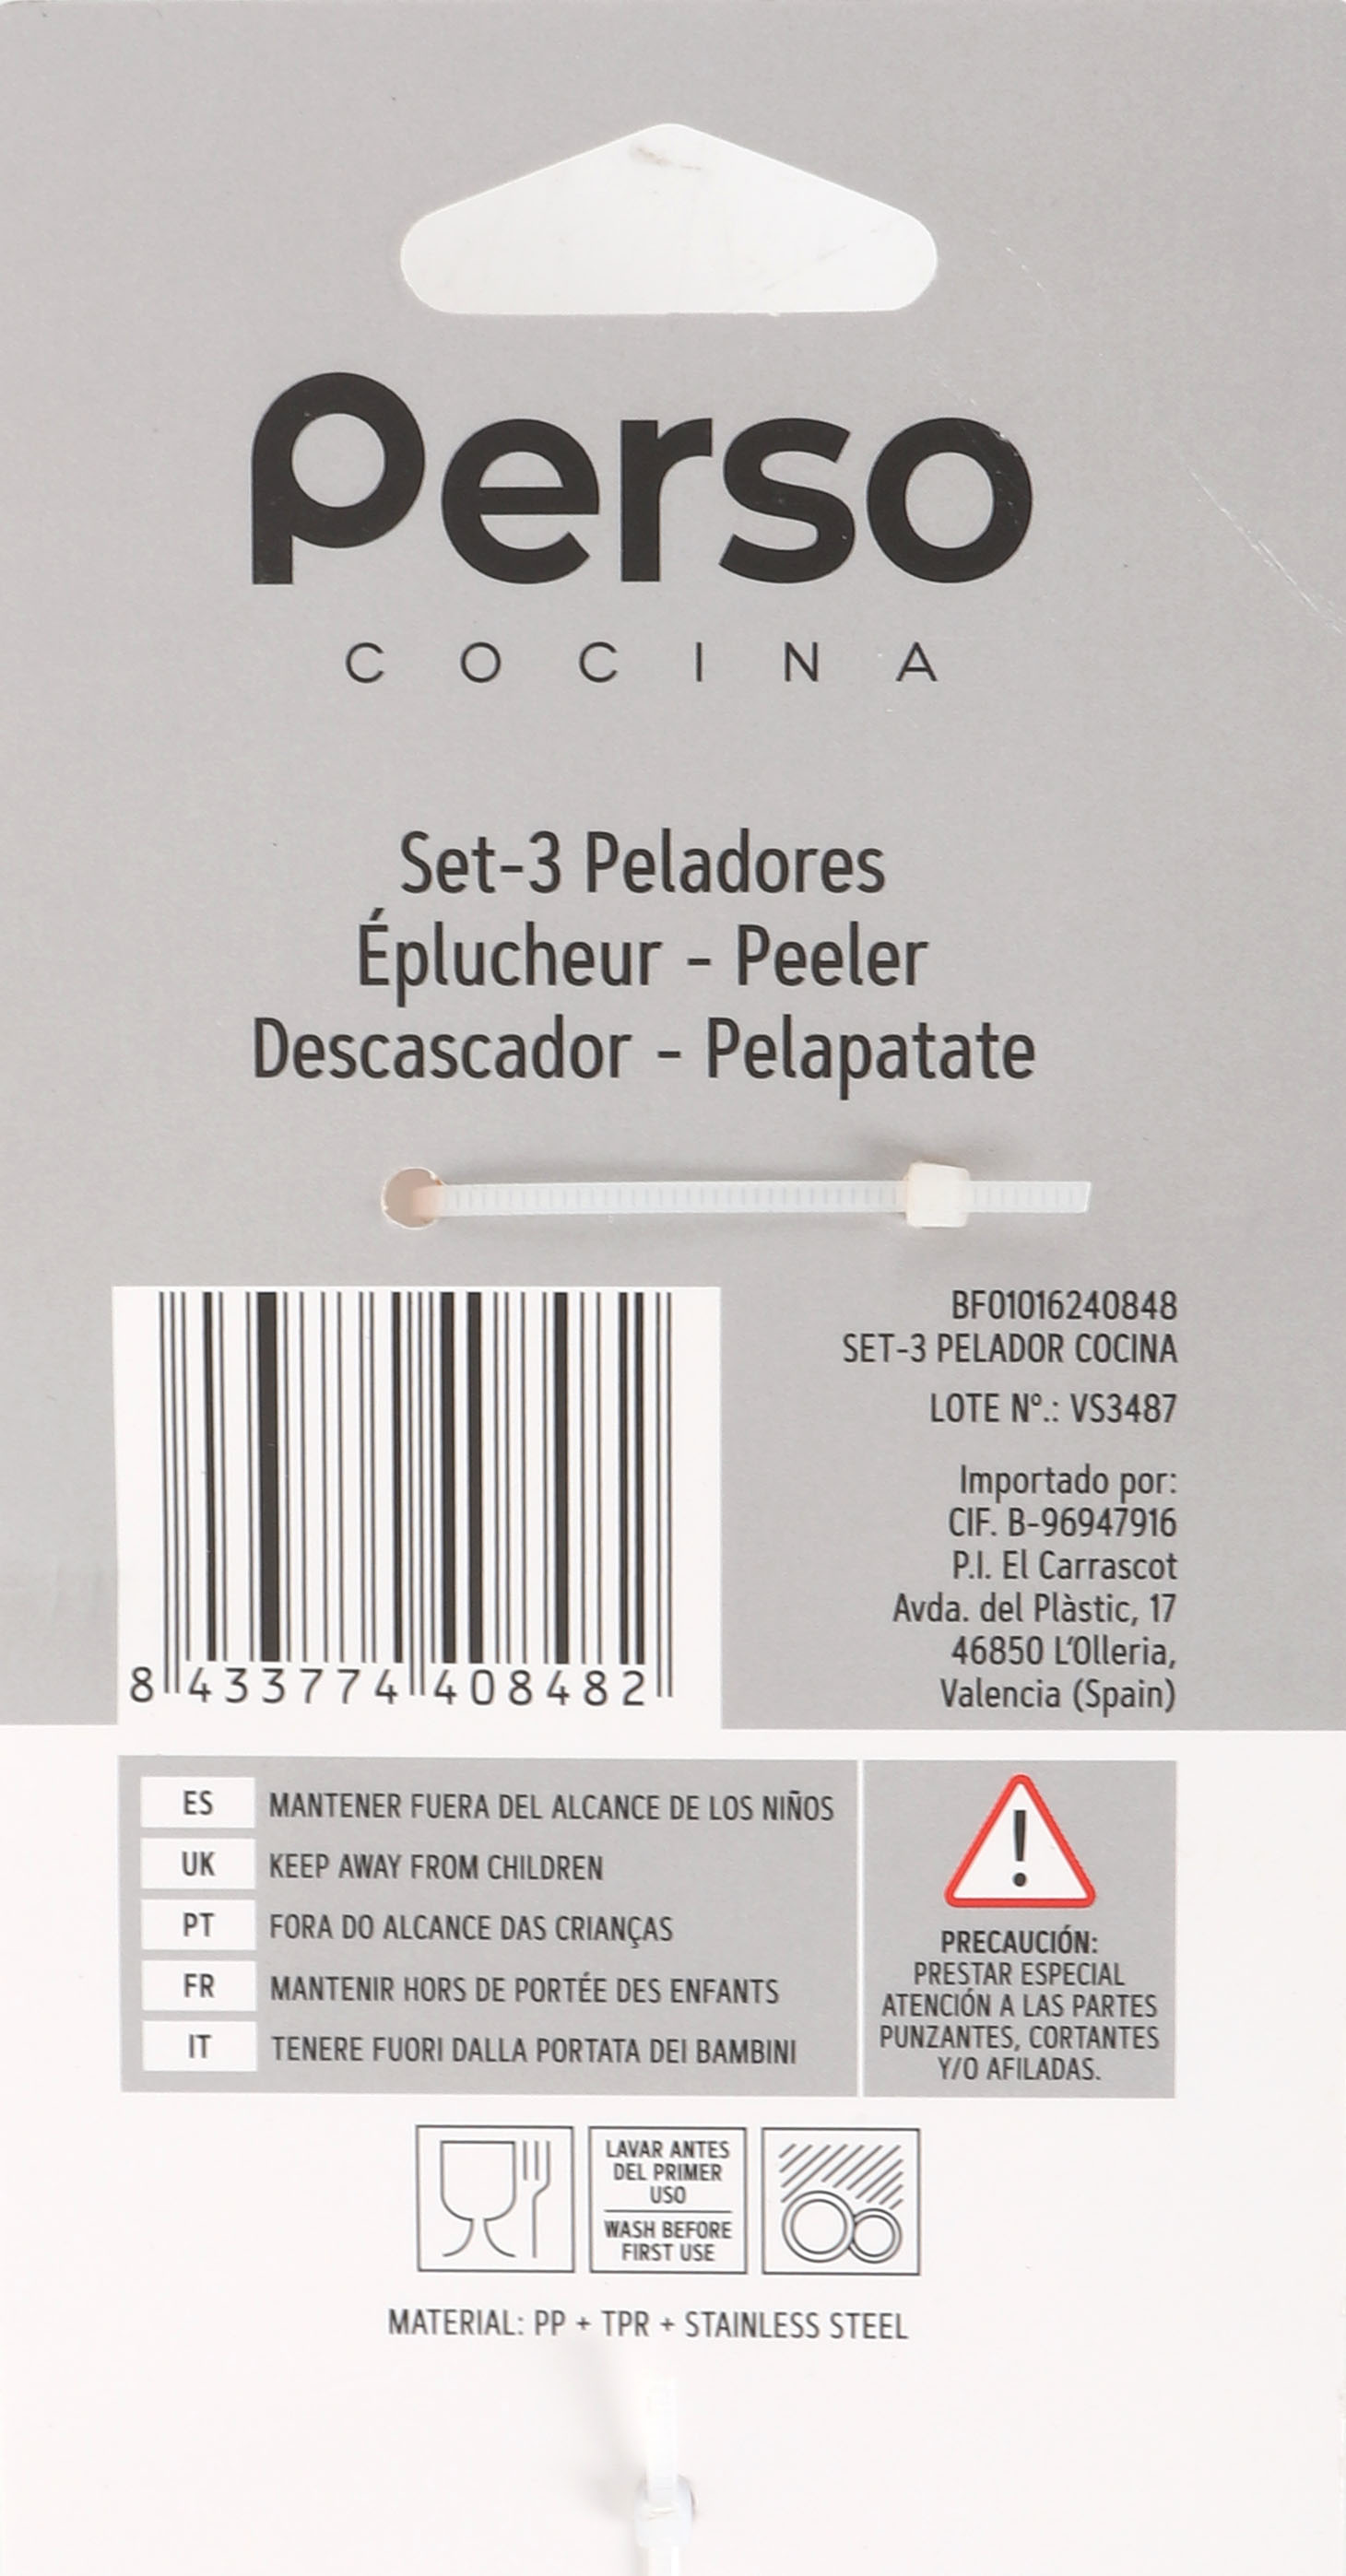 Perso
COCINA
Set-3 Peladores
Éplucheur - Peeler
Descascador - Pelapatate
BF01016240848
SET-3 PELADOR COCINA
LOTE Nº.: VS3487
Importado por:
CIF. B-96947916
P.I. El Carrascot
Avda. del Plàstic, 17
46850 L'Olleria,
Valencia (Spain)
8 433774 408482
ES MANTENER FUERA DEL ALCANCE DE LOS NIÑOS
UK KEEP AWAY FROM CHILDREN
PT FORA DO ALCANCE DAS CRIANÇAS
FR MANTENIR HORS DE PORTÉE DES ENFANTS
IT TENERE FUORI DALLA PORTATA DEI BAMBINI
PRECAUCIÓN:
PRESTAR ESPECIAL
ATENCIÓN A LAS PARTES
PUNZANTES, CORTANTES
Y/O AFILADAS.
LAVAR ANTES
DEL PRIMER
USO
WASH BEFORE
FIRST USE
MATERIAL: PP + TPR + STAINLESS STEEL